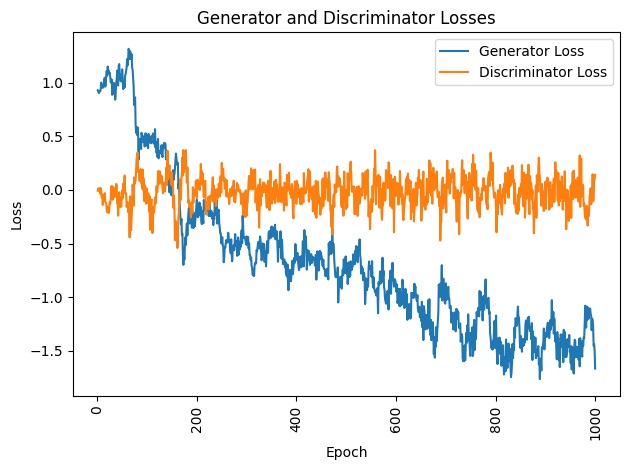 Generator and Discriminator Losses
Generator Loss
Discriminator Loss
1.0
0.5
0.0
−0.5
−1.0
−1.5
Loss
0
200
400
600
800
1000
Epoch